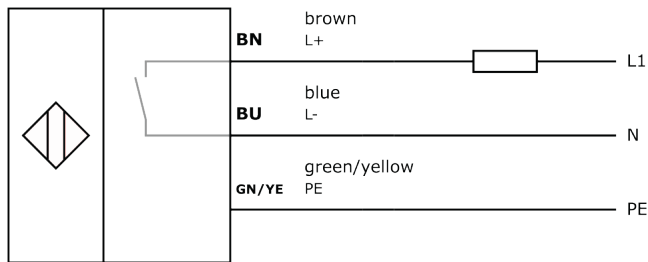 brown
BN L+
L1
blue
BU L-
N
green/yellow
GN/YE PE
PE